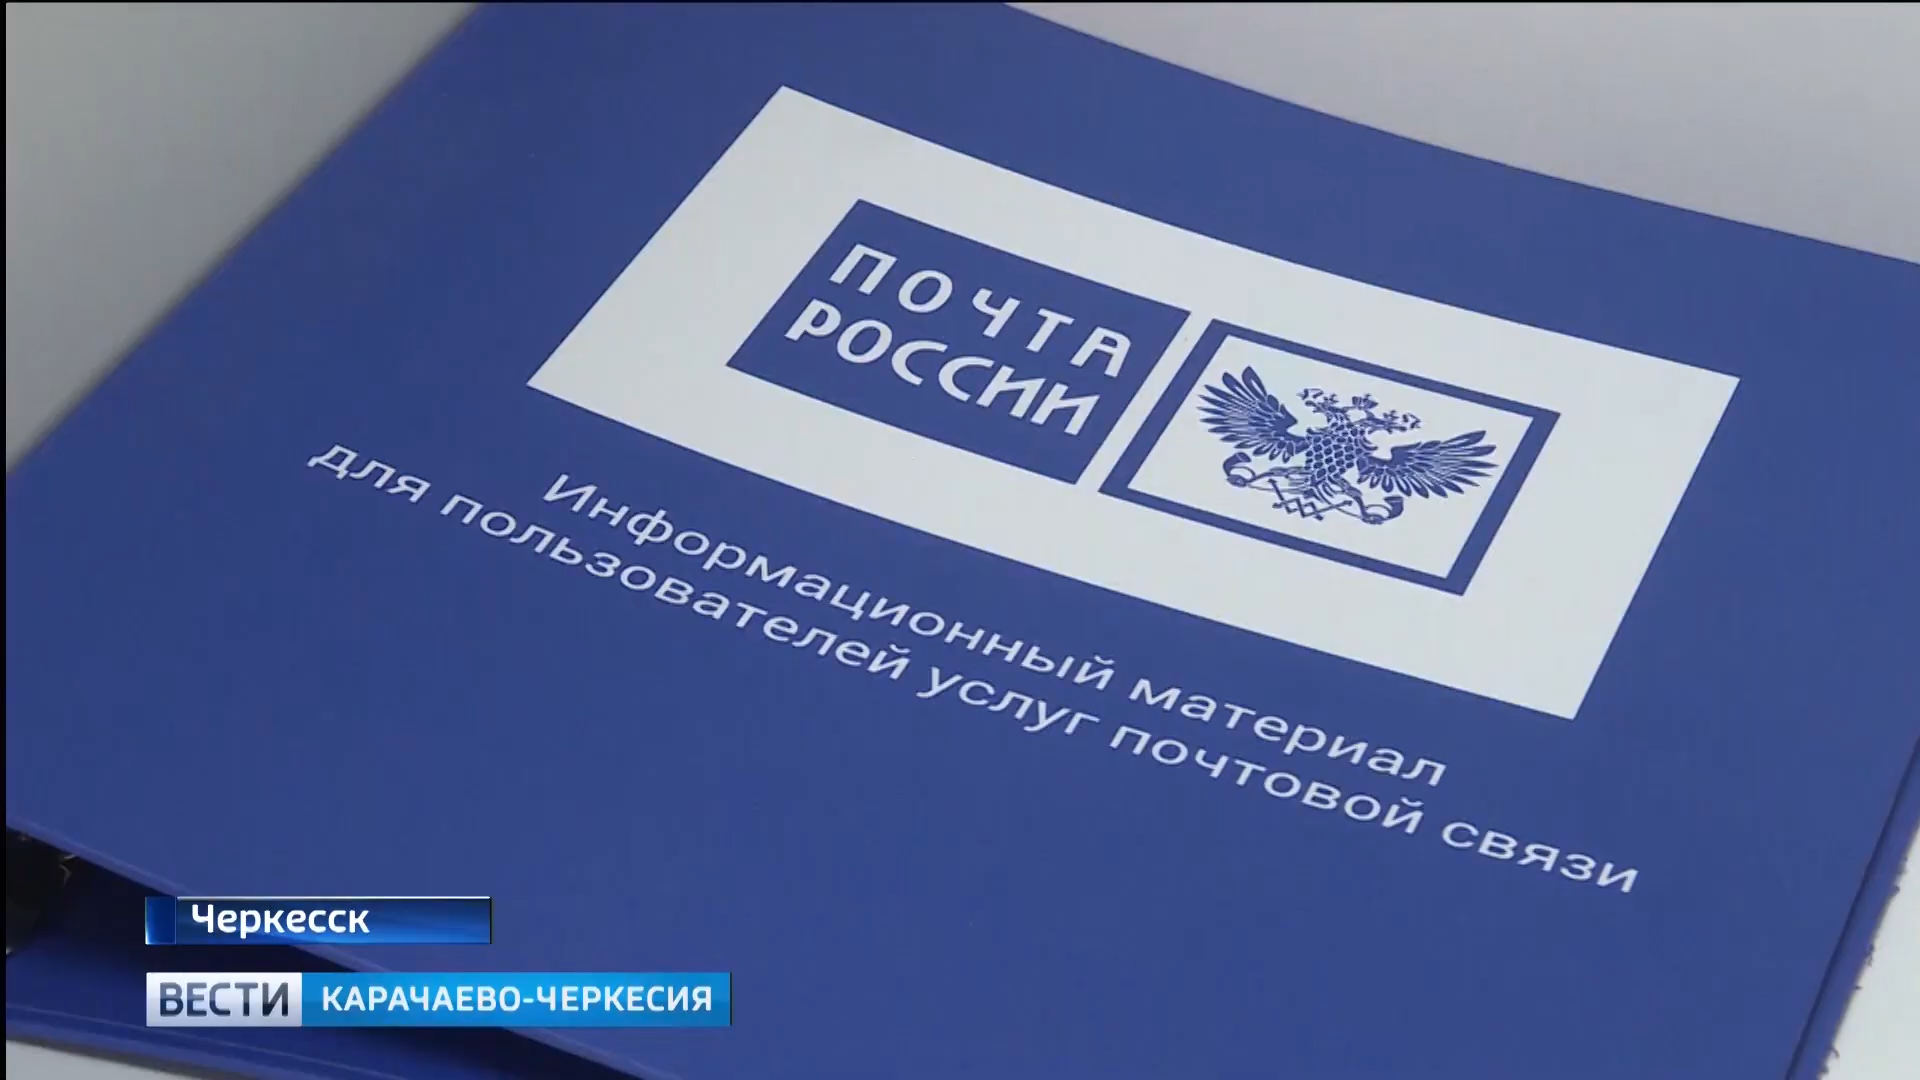 ПОЧТА
РОССИИ
Информационный материал
для пользователей услуг почтовой связи
Черкесск
ВЕСТИ КАРАЧАЕВО-ЧЕРКЕСИЯ